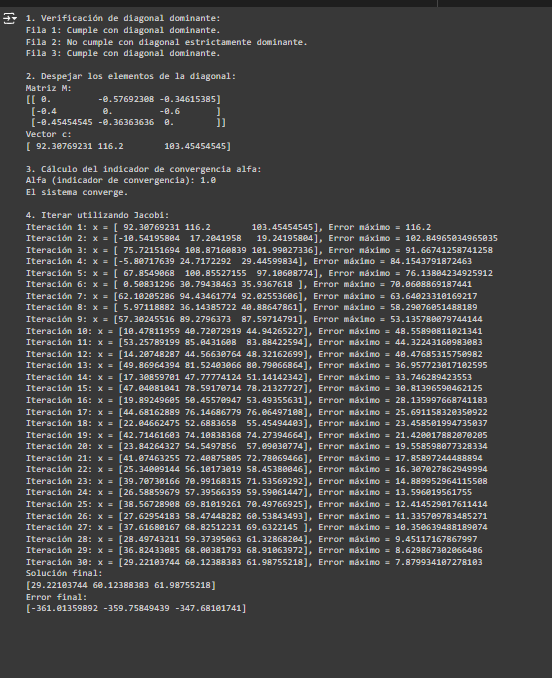 1. Verificación de diagonal dominante:
Fila 1: Cumple con diagonal dominante.
Fila 2: No cumple con diagonal estrictamente dominante.
Fila 3: Cumple con diagonal dominante.
2. Despejar los elementos de la diagonal:
Matriz M:
[[ 0. -0.57692308 -0.34615385]
[-0.4 0. -0.6 ]
[-0.45454545 -0.36363636 0. ]]
Vector c:
[ 92.30769231 116.2 103.45454545]
3. Cálculo del indicador de convergencia alfa:
Alfa (indicador de convergencia): 1.0
El sistema converge.
4. Iterar utilizando Jacobi:
Iteración 1: x = [ 92.30769231 116.2 103.45454545], Error máximo = 116.2
Iteración 2: x = [-10.54195804 17.2041958 19.24195804], Error máximo = 102.84965034965035
Iteración 3: x = [ 75.72151694 108.87160839 101.99027336], Error máximo = 91.66741258741258
Iteración 4: x = [-5.80717639 24.7172292 29.44599834], Error máximo = 84.1543791872463
Iteración 5: x = [ 67.8549068 100.85527155 97.10608774], Error máximo = 76.13804234925912
Iteración 6: x = [ 0.50831296 30.79438463 35.9367618 ], Error máximo = 70.0608869187441
Iteración 7: x = [62.10205286 94.43461774 92.02553606], Error máximo = 63.64023310169217
Iteración 8: x = [ 5.97118882 36.14385722 40.88647861], Error máximo = 58.29076051488189
Iteración 9: x = [57.30245516 89.2796373 87.59714791], Error máximo = 53.135780079744144
Iteración 10: x = [10.47811959 40.72072919 44.94265227], Error máximo = 48.55890811021341
Iteración 11: x = [53.25789199 85.0431608 83.88422594], Error máximo = 44.32243160983083
Iteración 12: x = [14.20748287 44.56630764 48.32162699], Error máximo = 40.47685315750982
Iteración 13: x = [49.86964394 81.52403066 80.79066864], Error máximo = 36.957723017102595
Iteración 14: x = [17.30859701 47.77774124 51.14142342], Error máximo = 33.746289423553
Iteración 15: x = [47.04081041 78.59170714 78.21327727], Error máximo = 30.81396590462125
Iteración 16: x = [19.89249605 50.45570947 53.49355631], Error máximo = 28.135997668741183
Iteración 17: x = [44.68162889 76.14686779 76.06497108], Error máximo = 25.691158320350922
Iteración 18: x = [22.04662475 52.6883658 55.45494403], Error máximo = 23.458501994735037
Iteración 19: x = [42.71461603 74.10838368 74.27394664], Error máximo = 21.420017882070205
Iteración 20: x = [23.84264327 54.5497856 57.09030774], Error máximo = 19.558598077328334
Iteración 21: x = [41.07463255 72.40875805 72.78069466], Error máximo = 17.85897244488894
Iteración 22: x = [25.34009144 56.10173019 58.45380046], Error máximo = 16.307027862949994
Iteración 23: x = [39.70730166 70.99168315 71.53569292], Error máximo = 14.889952964115508
Iteración 24: x = [26.58859679 57.39566359 59.59061447], Error máximo = 13.596019561755
Iteración 25: x = [38.56728908 69.81019261 70.49766925], Error máximo = 12.414529017611414
Iteración 26: x = [27.62954183 58.47448282 60.53843493], Error máximo = 11.335709783485271
Iteración 27: x = [37.61680167 68.82512231 69.6322145 ], Error máximo = 10.350639488189074
Iteración 28: x = [28.49743211 59.37395063 61.32868204], Error máximo = 9.45117167867997
Iteración 29: x = [36.82433085 68.00381793 68.91063972], Error máximo = 8.629867302066486
Iteración 30: x = [29.22103744 60.12388383 61.98755218], Error máximo = 7.879934107278103
Solución final:
[29.22103744 60.12388383 61.98755218]
Error final:
[-361.01359892 -359.75849439 -347.68101741]